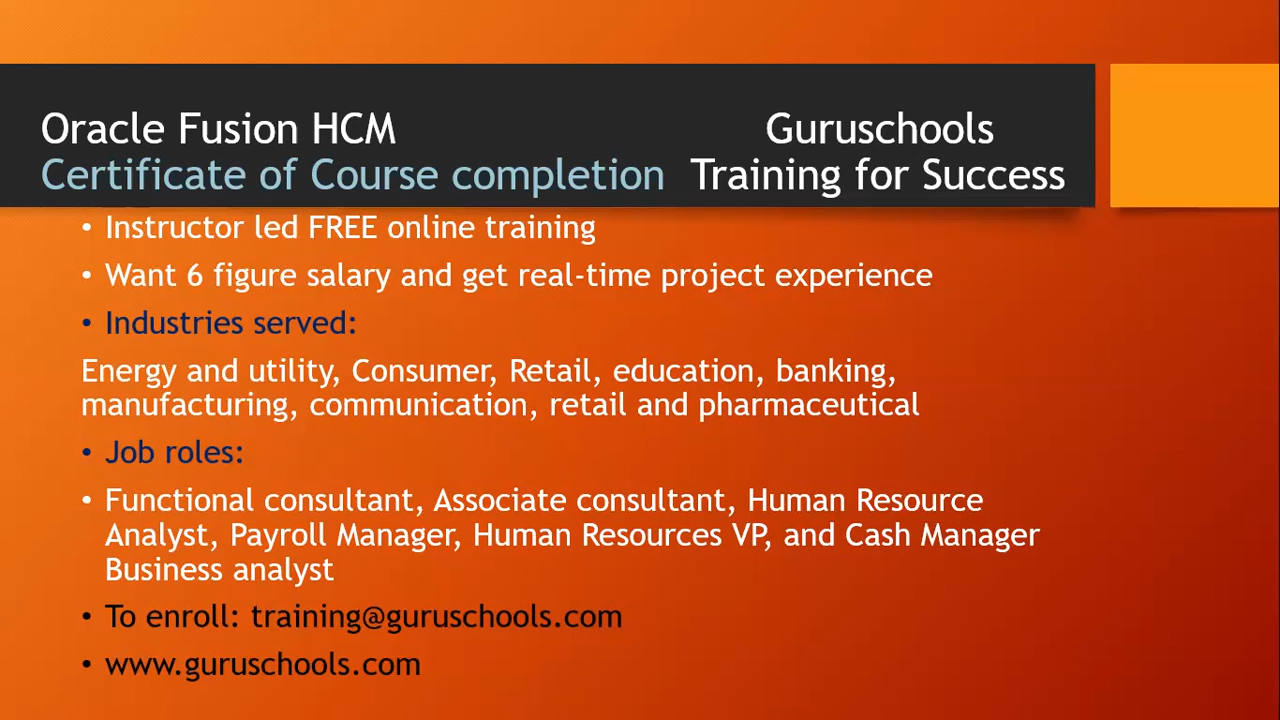 Oracle Fusion HCM Guruschools
Certificate of Course completion Training for Success
• Instructor led FREE online training
• Want 6 figure salary and get real-time project experience
• Industries served:
Energy and utility, Consumer, Retail, education, banking,
manufacturing, communication, retail and pharmaceutical
• Job roles:
• Functional consultant, Associate consultant, Human Resource
Analyst, Payroll Manager, Human Resources VP, and Cash Manager
Business analyst
• To enroll: training@guruschools.com
• www.guruschools.com